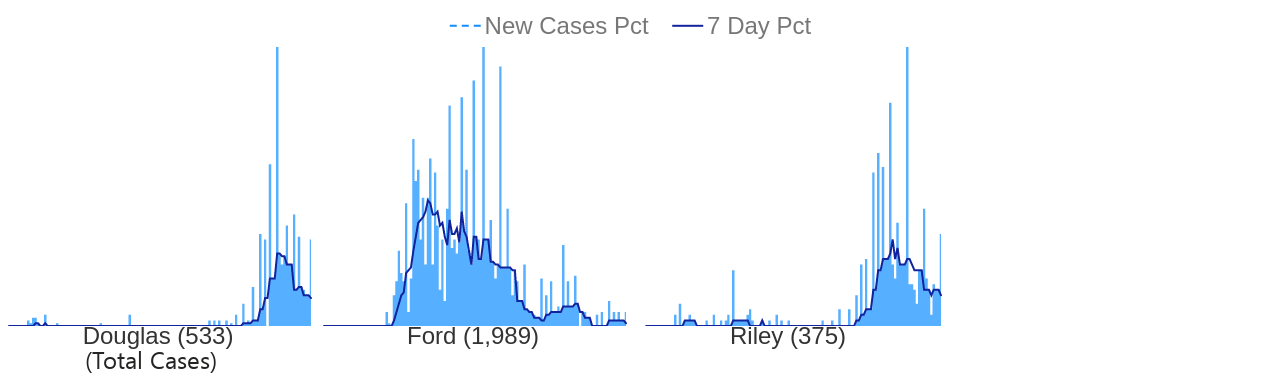 New Cases Pct 7 Day Pct
Douglas (533) Ford (1,989) Riley (375)
(Total Cases)